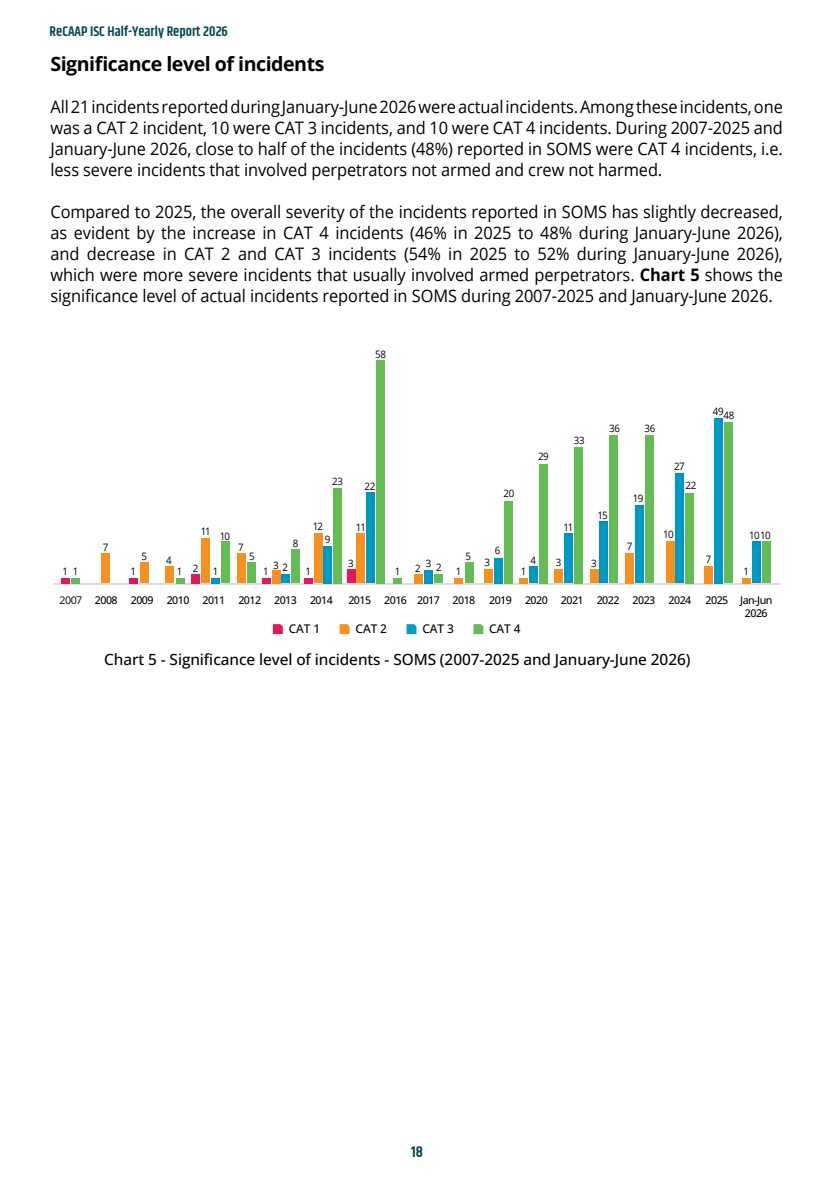 ReCAAP ISC Half-Yearly Report 2026
Significance level of incidents
All 21 incidents reported during January-June 2026 were actual incidents. Among these incidents, one
was a CAT 2 incident, 10 were CAT 3 incidents, and 10 were CAT 4 incidents. During 2007-2025 and
January-June 2026, close to half of the incidents (48%) reported in SOMS were CAT 4 incidents, i.e.
less severe incidents that involved perpetrators not armed and crew not harmed.
Compared to 2025, the overall severity of the incidents reported in SOMS has slightly decreased,
as evident by the increase in CAT 4 incidents (46% in 2025 to 48% during January-June 2026),
and decrease in CAT 2 and CAT 3 incidents (54% in 2025 to 52% during January-June 2026),
which were more severe incidents that usually involved armed perpetrators. Chart 5 shows the
significance level of actual incidents reported in SOMS during 2007-2025 and January-June 2026.
1 1
7
1 5
4 1
2 11 1 10
7 5
1 3 2 8
1 12 9 23
3 11 22 58
1
2 3 2
1 5
3 6 20
1 4 29
3 11 33
3 15 36
7 19 36
10 27 22
7 49 48
1 10 10
2007 2008 2009 2010 2011 2012 2013 2014 2015 2016 2017 2018 2019 2020 2021 2022 2023 2024 2025 Jan-Jun
2026
CAT 1 CAT 2 CAT 3 CAT 4
Chart 5 - Significance level of incidents - SOMS (2007-2025 and January-June 2026)
18